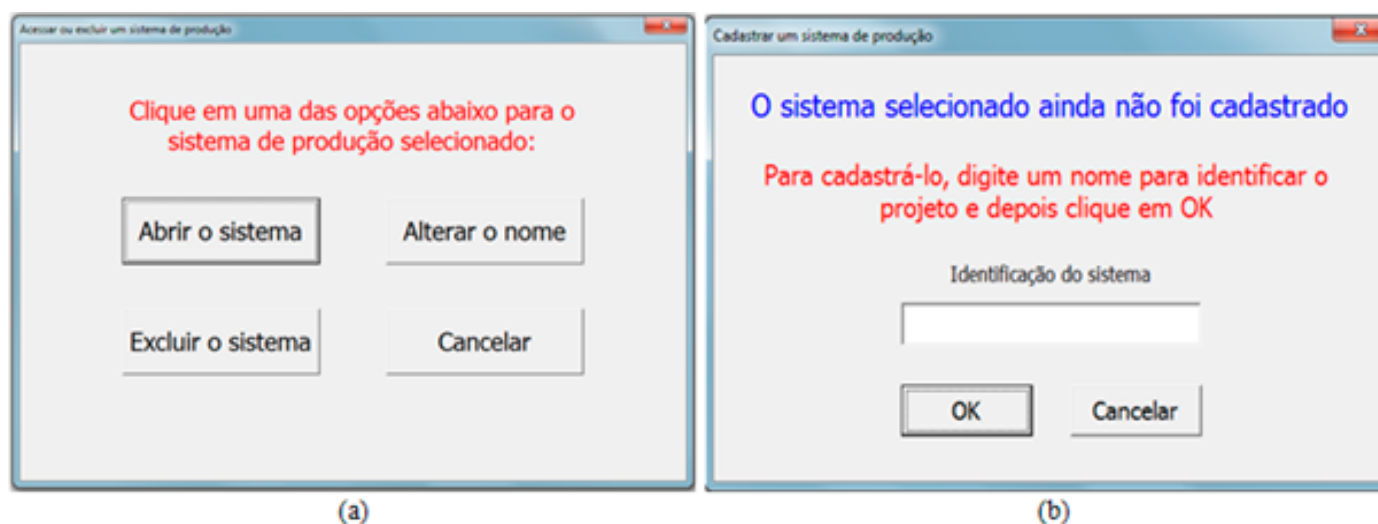 Acessar ou excluir um sistema de produção
Clique em uma das opções abaixo para o
sistema de produção selecionado:
Abrir o sistema
Alterar o nome
Excluir o sistema
Cancelar
(a)
Cadastrar um sistema de produção
O sistema selecionado ainda não foi cadastrado
Para cadastrá-lo, digite um nome para identificar o
projeto e depois clique em OK
Identificação do sistema
OK
Cancelar
(b)